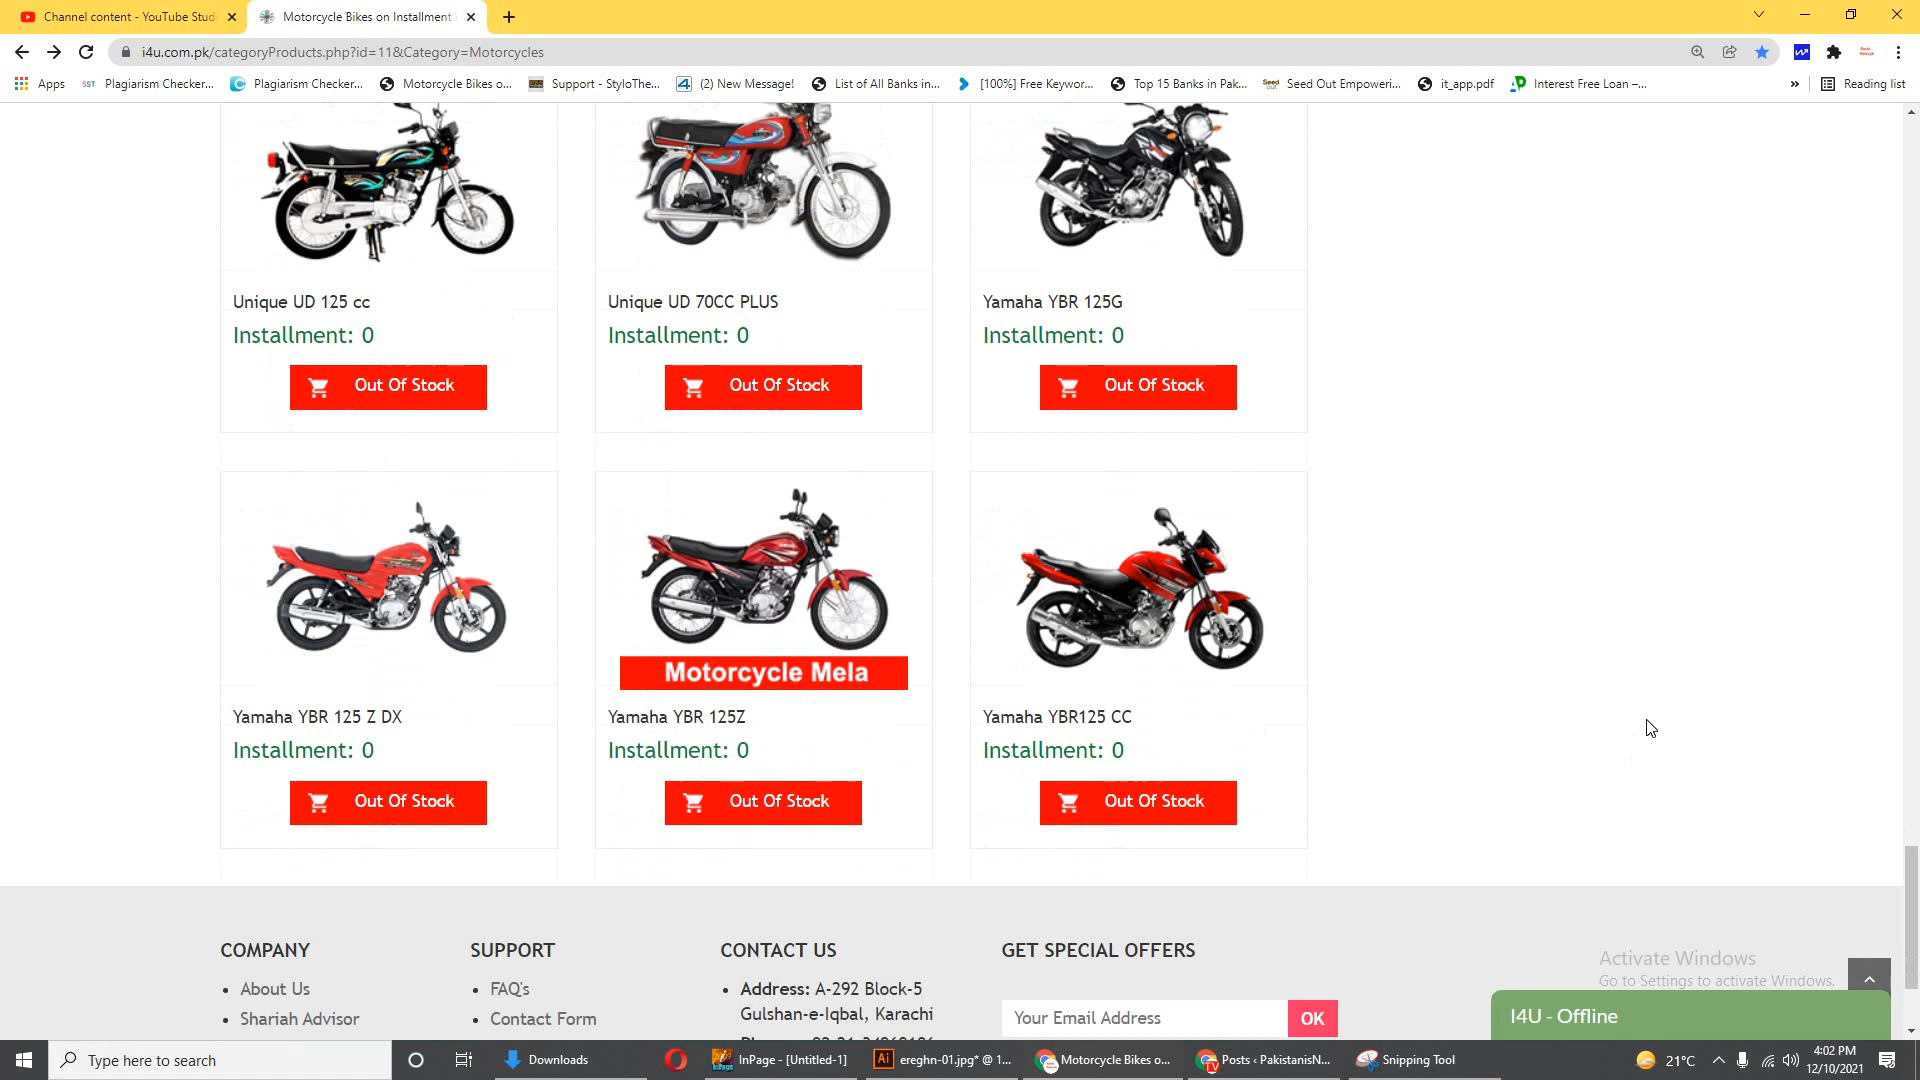 Channel content - YouTube Stud
Motorcycle Bikes on Installment
i4u.com.pk/categoryProducts.php?id=11&Category=Motorcycles
Apps
Plagiarism Checker...
Plagiarism Checker...
Motorcycle Bikes o...
Support - StyloThe...
(2) New Message!
List of All Banks in...
[100%] Free Keywor...
Top 15 Banks in Pak...
Seed Out Empoweri...
it_app.pdf
Interest Free Loan –...
»
Reading list
Unique UD 125 cc
Installment: 0
Out Of Stock
Unique UD 70CC PLUS
Installment: 0
Out Of Stock
Yamaha YBR 125G
Installment: 0
Out Of Stock
Yamaha YBR 125 Z DX
Installment: 0
Out Of Stock
Motorcycle Mela
Yamaha YBR 125Z
Installment: 0
Out Of Stock
Yamaha YBR125 CC
Installment: 0
Out Of Stock
COMPANY
• About Us
• Shariah Advisor
SUPPORT
• FAQ's
• Contact Form
CONTACT US
• Address: A-292 Block-5
Gulshan-e-Iqbal, Karachi
GET SPECIAL OFFERS
Your Email Address
OK
Activate Windows
Go to Settings to activate Windows.
I4U - Offline
Type here to search
Downloads
InPage - [Untitled-1]
ereghn-01.jpg* @ 1...
Motorcycle Bikes o...
Posts ‹ PakistanisN...
Snipping Tool
21°C
4:02 PM
12/10/2021